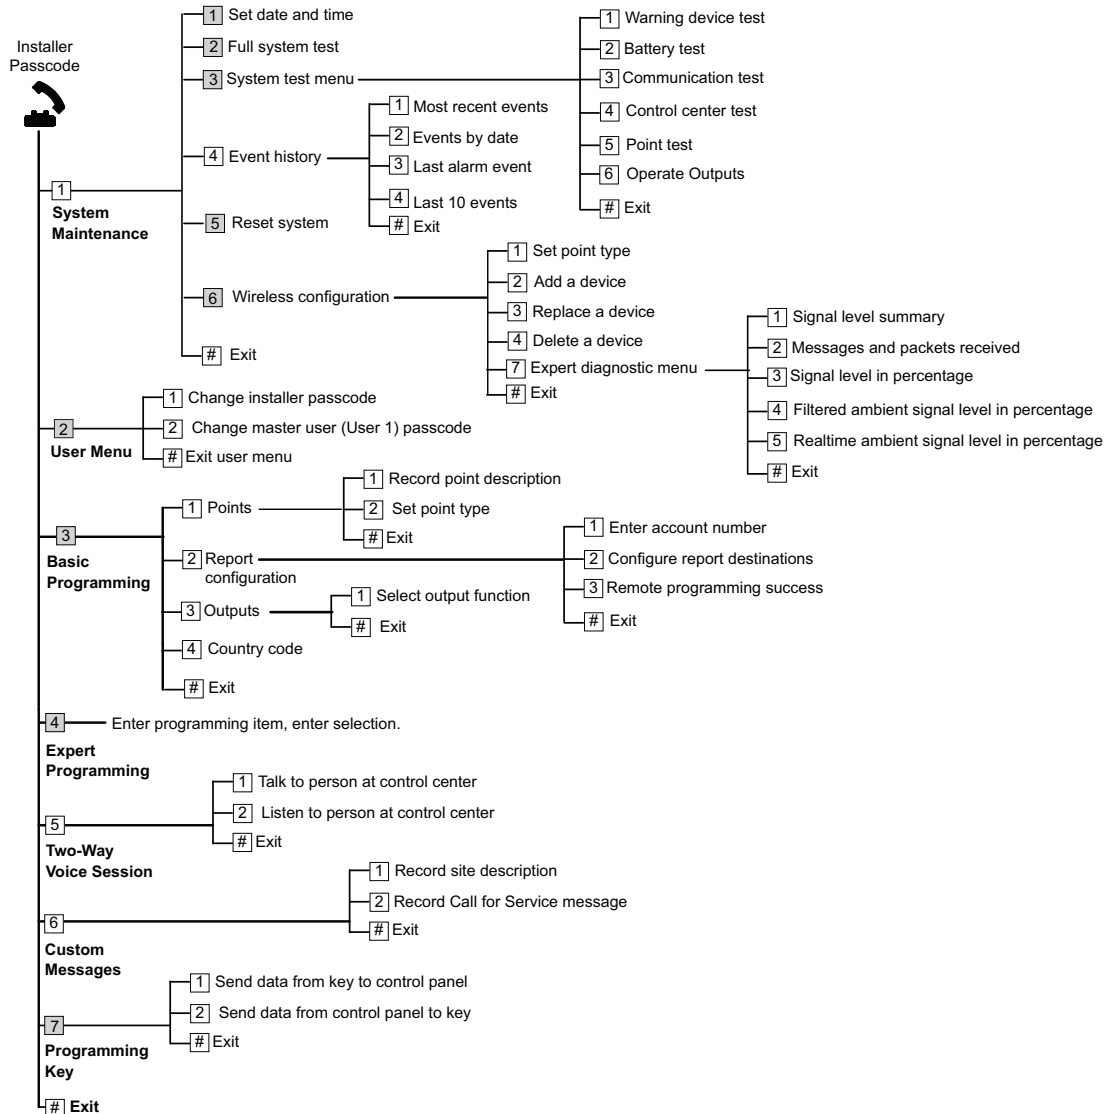 Installer
Passcode
1 Set date and time
2 Full system test
3 System test menu
1 Warning device test
2 Battery test
3 Communication test
4 Control center test
5 Point test
6 Operate Outputs
# Exit
4 Event history
1 Most recent events
2 Events by date
3 Last alarm event
4 Last 10 events
# Exit
1
System
Maintenance
5 Reset system
6 Wireless configuration
1 Set point type
2 Add a device
3 Replace a device
4 Delete a device
7 Expert diagnostic menu
# Exit
1 Signal level summary
2 Messages and packets received
3 Signal level in percentage
4 Filtered ambient signal level in percentage
5 Realtime ambient signal level in percentage
# Exit
# Exit
2
User Menu
1 Change installer passcode
2 Change master user (User 1) passcode
# Exit user menu
3
Basic
Programming
1 Points
1 Record point description
2 Set point type
# Exit
2 Report
configuration
1 Enter account number
2 Configure report destinations
3 Remote programming success
# Exit
3 Outputs
1 Select output function
# Exit
4 Country code
# Exit
4 Enter programming item, enter selection.
Expert
Programming
5
Two-Way
Voice Session
1 Talk to person at control center
2 Listen to person at control center
# Exit
6
Custom
Messages
1 Record site description
2 Record Call for Service message
# Exit
7
Programming
Key
1 Send data from key to control panel
2 Send data from control panel to key
# Exit
# Exit